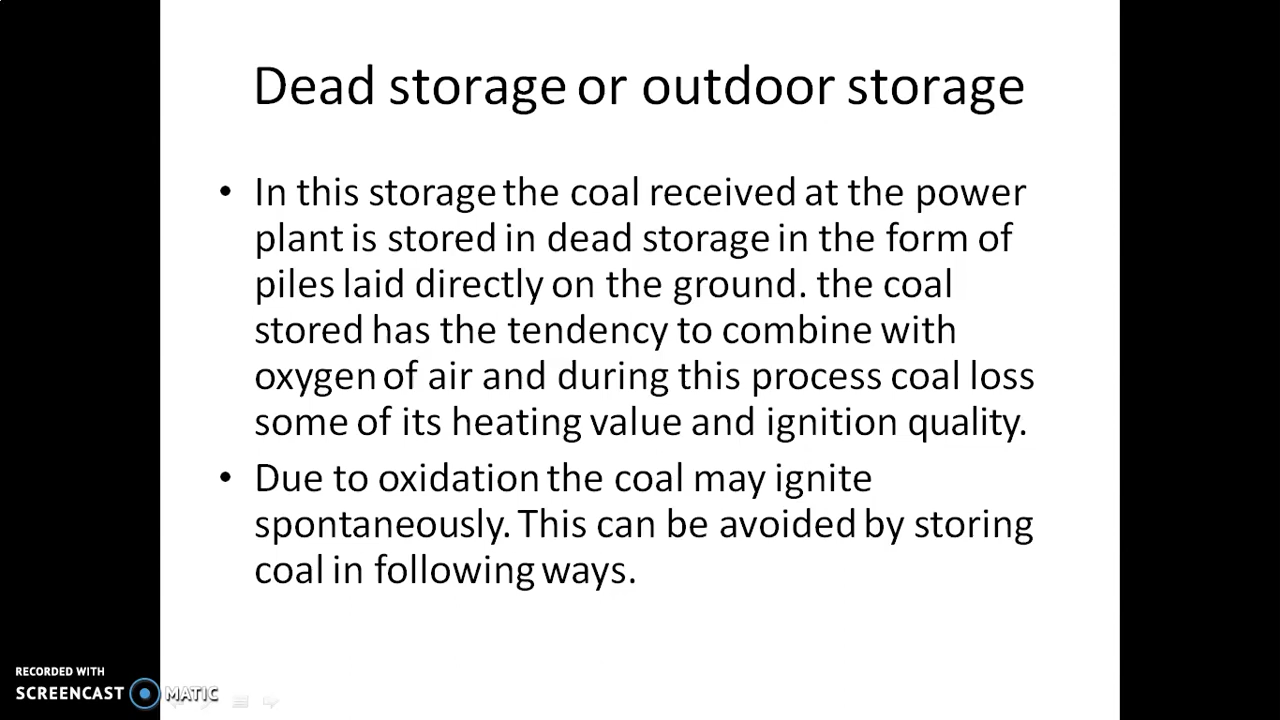 Dead storage or outdoor storage
• In this storage the coal received at the power
plant is stored in dead storage in the form of
piles laid directly on the ground. the coal
stored has the tendency to combine with
oxygen of air and during this process coal loss
some of its heating value and ignition quality.
• Due to oxidation the coal may ignite
spontaneously. This can be avoided by storing
coal in following ways.
RECORDED WITH
SCREENCAST MATIC